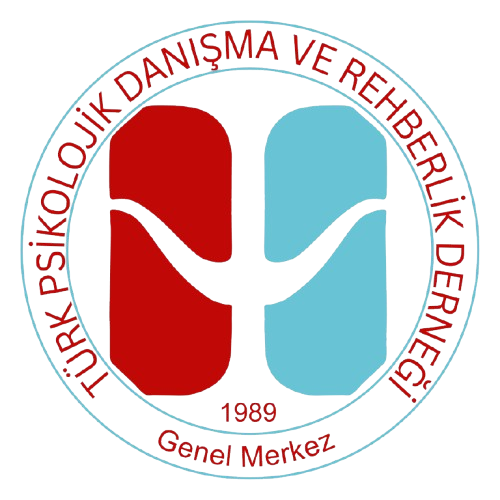 TÜRK PSİKOLOJİK DANIŞMA VE REHBERLİK DERNEĞİ
1989
Genel Merkez